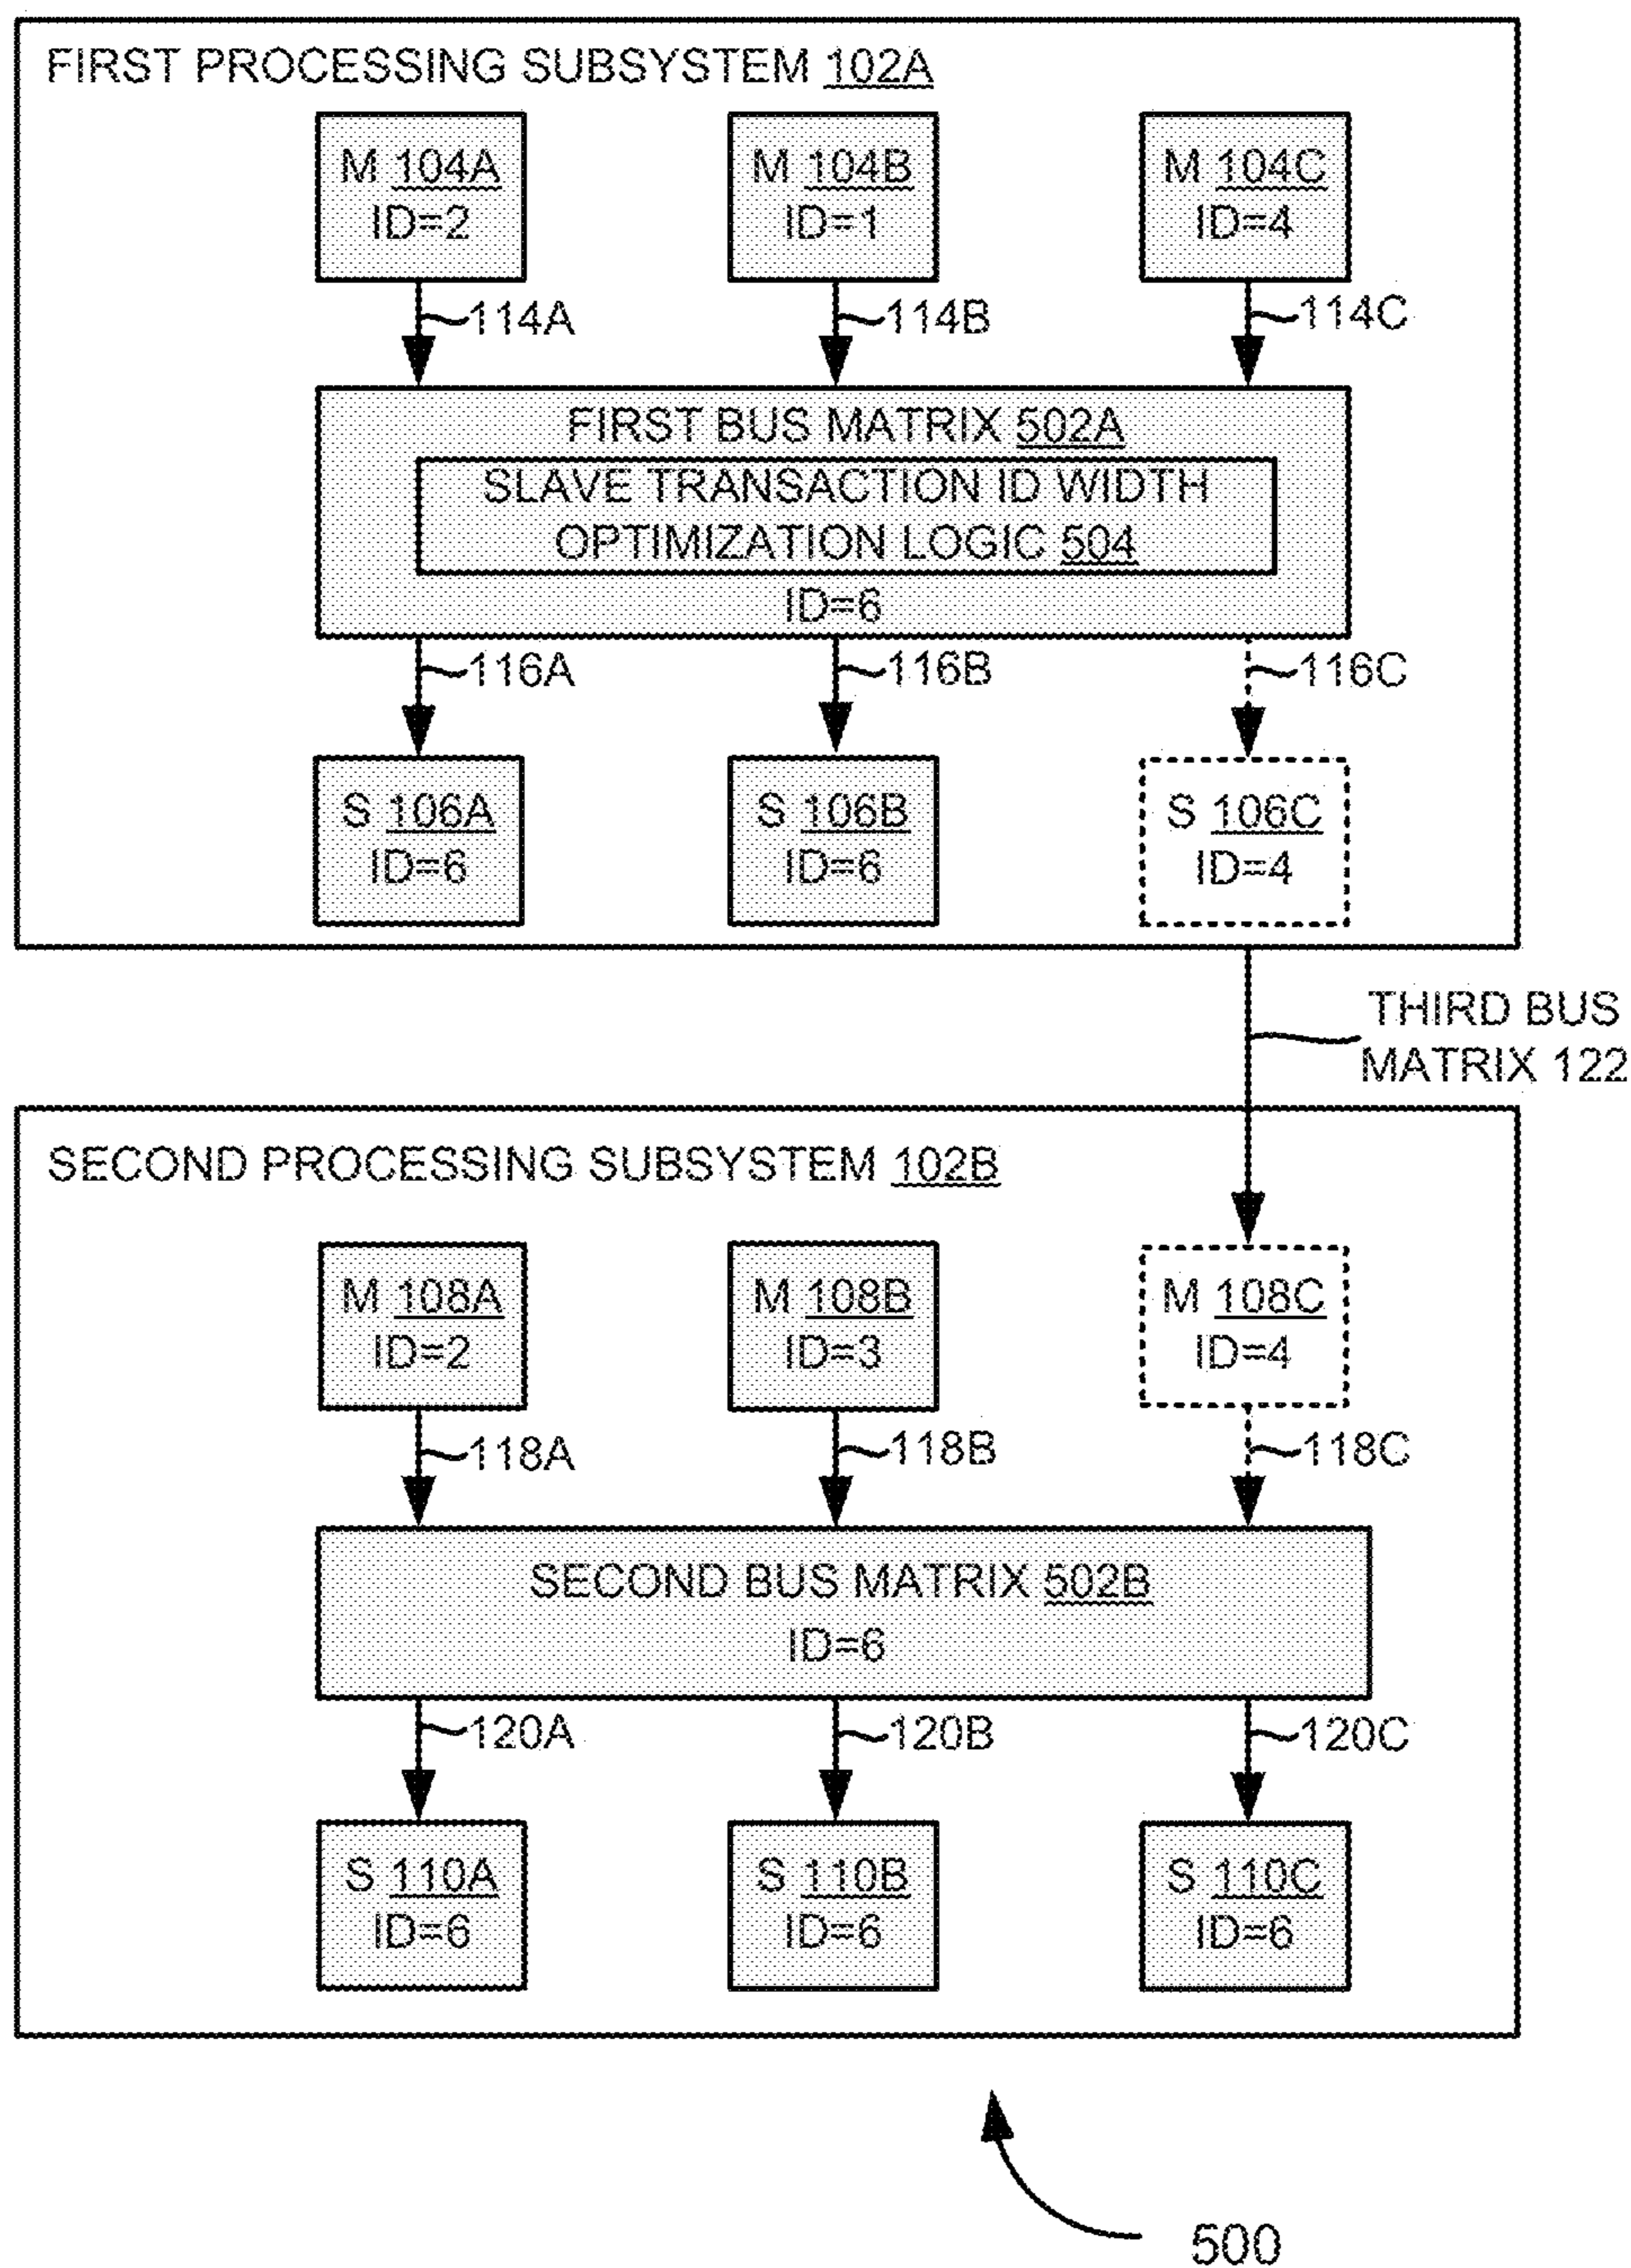 FIRST PROCESSING SUBSYSTEM 102A
M 104A
ID=2
M 104B
ID=1
M 104C
ID=4
114A
114B
114C
FIRST BUS MATRIX 502A
SLAVE TRANSACTION ID WIDTH
OPTIMIZATION LOGIC 504
ID=6
116A
116B
116C
S 106A
ID=6
S 106B
ID=6
S 106C
ID=4
THIRD BUS
MATRIX 122
SECOND PROCESSING SUBSYSTEM 102B
M 108A
ID=2
M 108B
ID=3
M 108C
ID=4
118A
118B
118C
SECOND BUS MATRIX 502B
ID=6
120A
120B
120C
S 110A
ID=6
S 110B
ID=6
S 110C
ID=6
500